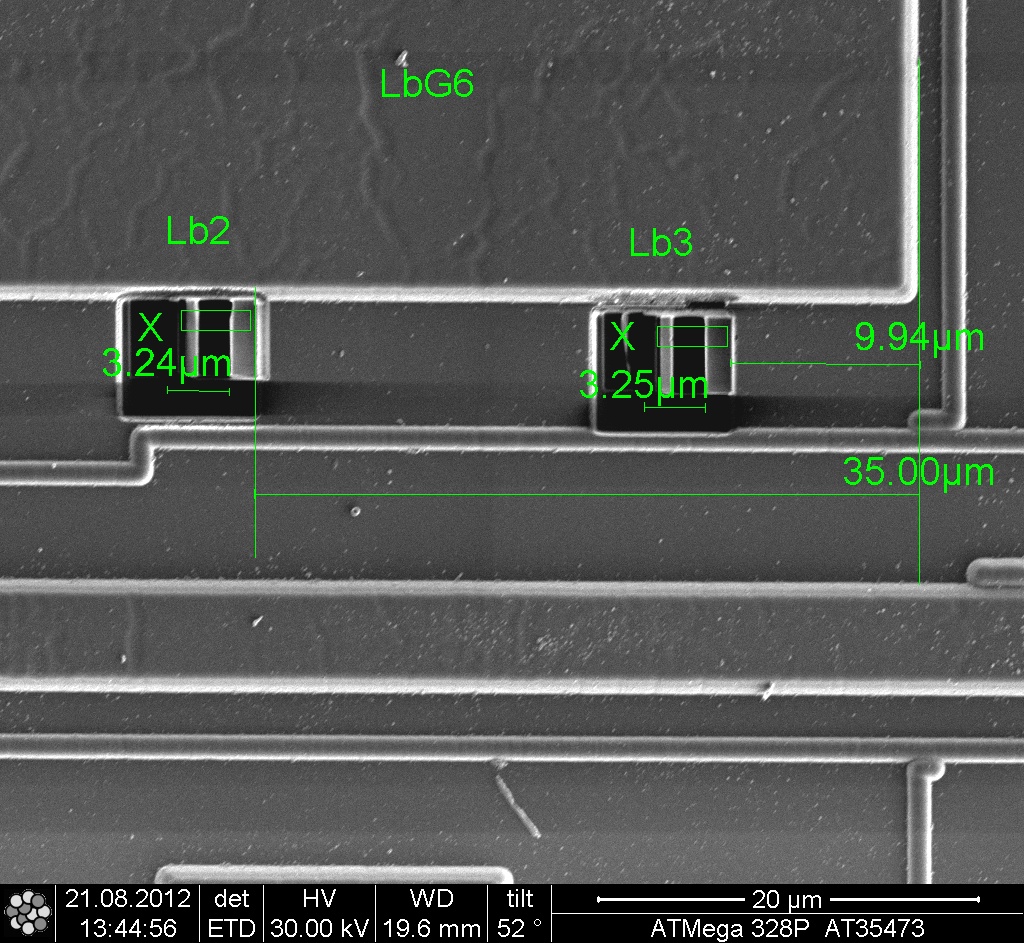 LbG6
Lb2
Lb3
X
3.24µm
X
3.25µm
9.94µm
35.00µm
21.08.2012
13:44:56
det
ETD
HV
30.00 kV
WD
19.6 mm
tilt
52 °
20 µm
ATMega 328P AT35473